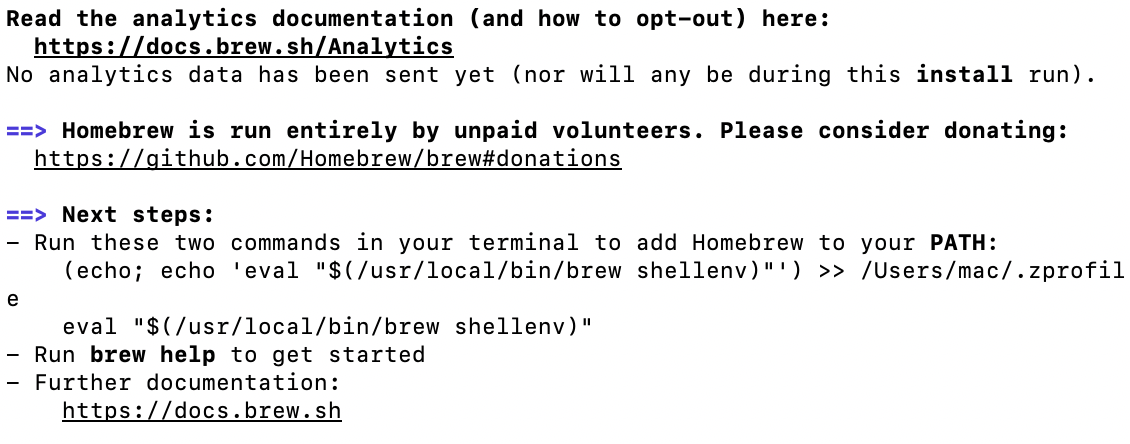 Read the analytics documentation (and how to opt-out) here:
  https://docs.brew.sh/Analytics
No analytics data has been sent yet (nor will any be during this install run).

==> Homebrew is run entirely by unpaid volunteers. Please consider donating:
  https://github.com/Homebrew/brew#donations

==> Next steps:
– Run these two commands in your terminal to add Homebrew to your PATH:
    (echo; echo 'eval "$(/usr/local/bin/brew shellenv)"') >> /Users/mac/.zprofil
e
    eval "$(/usr/local/bin/brew shellenv)"
– Run brew help to get started
– Further documentation:
    https://docs.brew.sh